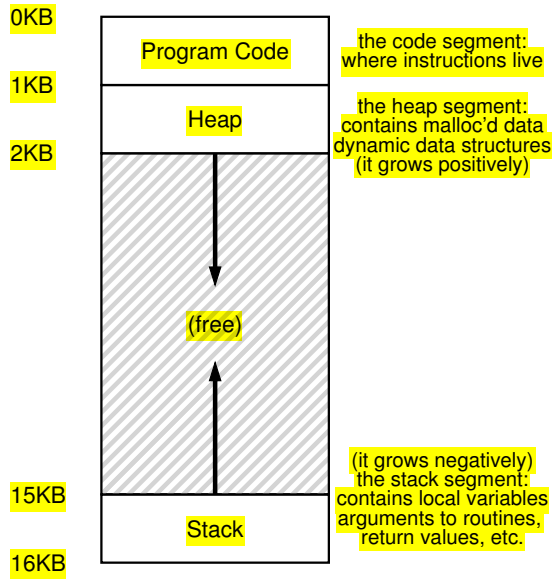 0KB
Program Code
the code segment:
where instructions live
1KB
Heap
the heap segment:
contains malloc'd data
dynamic data structures
(it grows positively)
2KB
(free)
(it grows negatively)
the stack segment:
contains local variables
arguments to routines,
return values, etc.
15KB
Stack
16KB